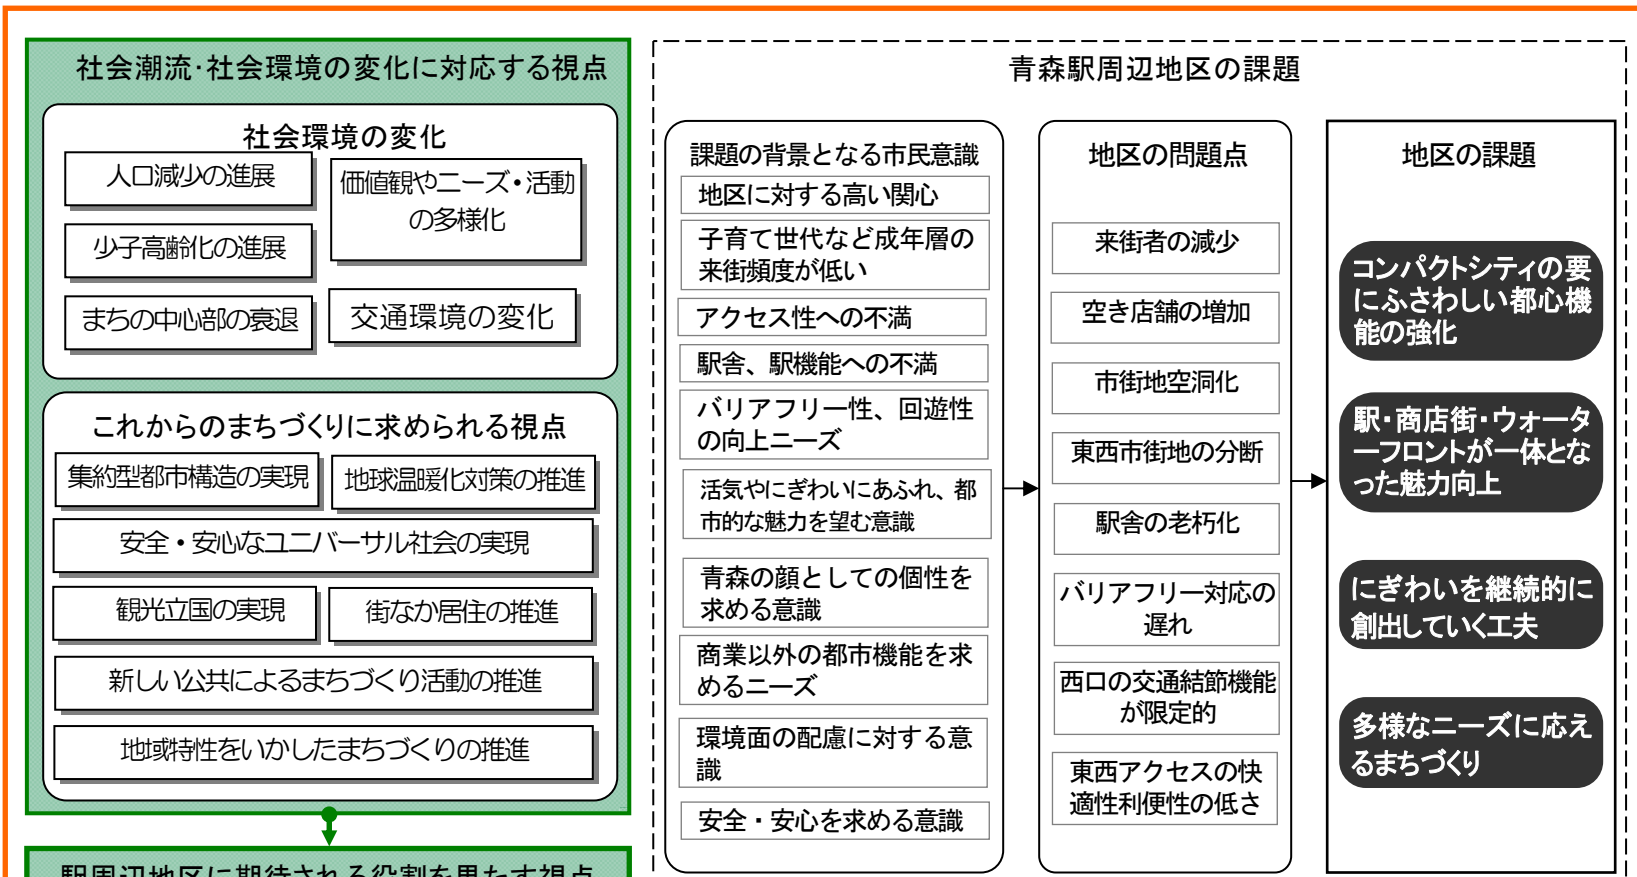 社会潮流・社会環境の変化に対応する視点
社会環境の変化
人口減少の進展
価値観やニーズ・活動
の多様化
少子高齢化の進展
まちの中心部の衰退
交通環境の変化
これからのまちづくりに求められる視点
集約型都市構造の実現
地球温暖化対策の推進
安全・安心なユニバーサル社会の実現
観光立国の実現
街なか居住の推進
新しい公共によるまちづくり活動の推進
地域特性をいかしたまちづくりの推進
駅周辺地区に期待される役割を果たす視点
青森駅周辺地区の課題
課題の背景となる市民意識
地区に対する高い関心
子育て世代など成年層の
来街頻度が低い
アクセス性への不満
駅舎、駅機能への不満
バリアフリー性、回遊性
の向上ニーズ
活気やにぎわいにあふれ、都
市的な魅力を望む意識
青森の顔としての個性を
求める意識
商業以外の都市機能を求
めるニーズ
環境面の配慮に対する意
識
安全・安心を求める意識
地区の問題点
来街者の減少
空き店舗の増加
市街地空洞化
東西市街地の分断
駅舎の老朽化
バリアフリー対応の
遅れ
西口の交通結節機能
が限定的
東西アクセスの快
適性利便性の低さ
地区の課題
コンパクトシティの要
にふさわしい都心機
能の強化
駅・商店街・ウォータ
ーフロントが一体とな
った魅力向上
にぎわいを継続的に
創出していく工夫
多様なニーズに応え
るまちづくり